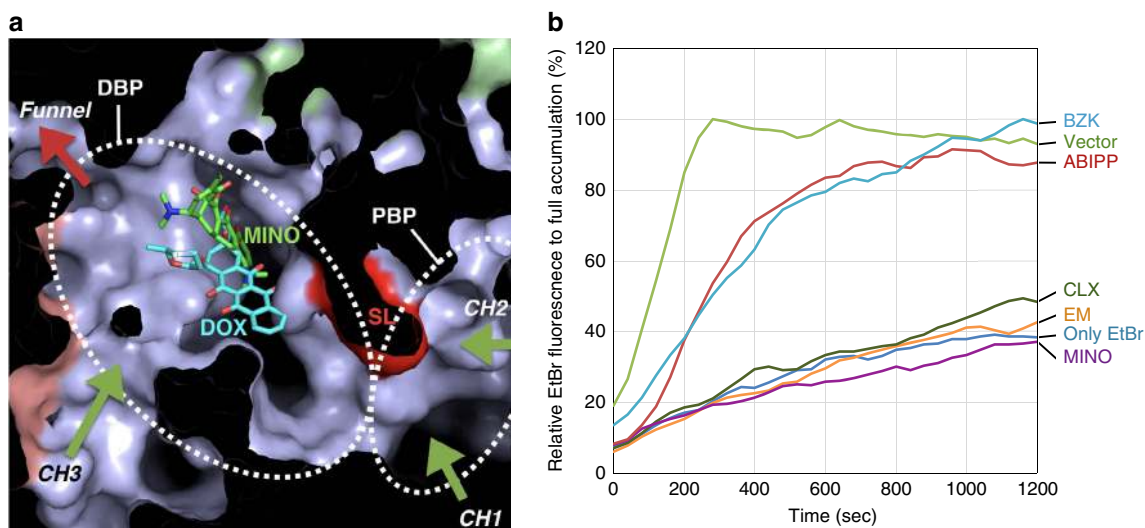 a
Funnel
DBP
MINO
PBP
DOX
SL
CH2
CH3
CH1
b
Relative EtBr fluorescnece to full accumulation (%)
120
100
80
60
40
20
0
0 200 400 600 800 1000 1200
Time (sec)
BZK
Vector
ABIPP
CLX
EM
Only EtBr
MINO